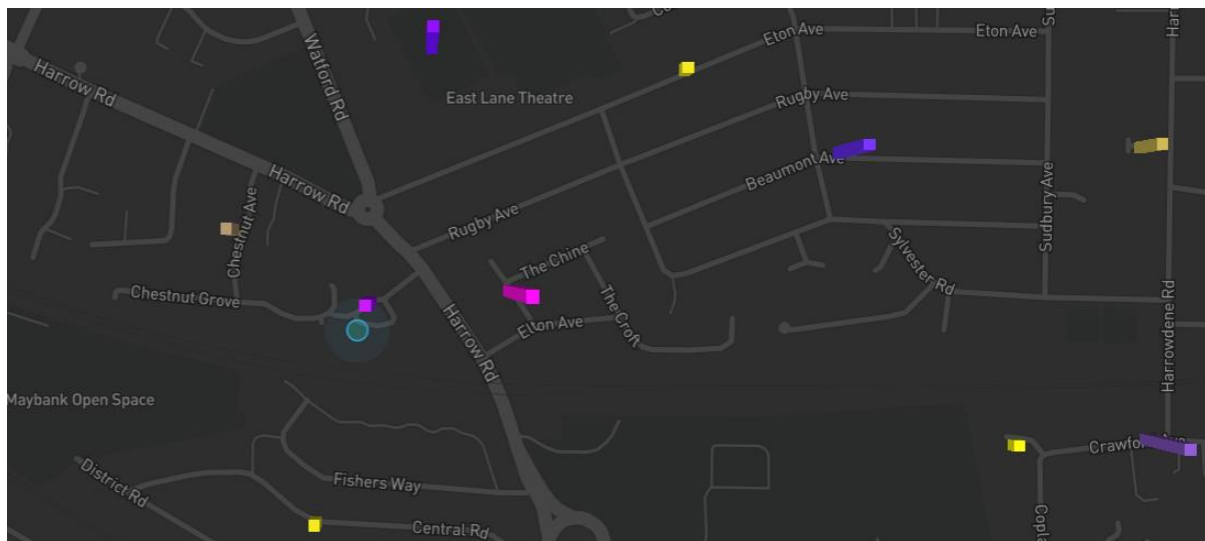 Eton Ave
Eton Ave
Harrow Rd
Watford Rd
East Lane Theatre
Rugby Ave
Beaumont Ave
Harrow Rd
Chestnut Ave
Rugby Ave
Sudbury Ave
The Chine
Sylvester Rd
Chestnut Grove
The Croft
Elton Ave
Harrow Rd
Harrowdene Rd
Maybank Open Space
Fishers Way
District Rd
Central Rd